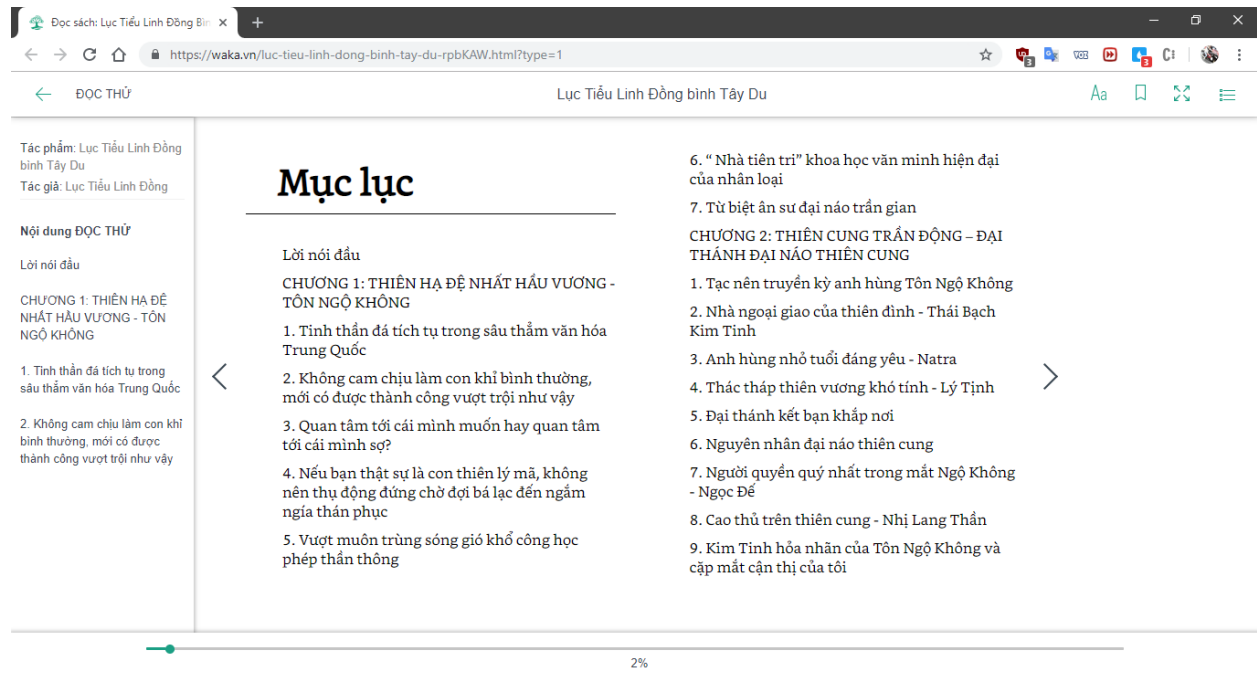 Đọc sách: Lục Tiểu Linh Đồng Bìn
https://waka.vn/luc-tieu-linh-dong-binh-tay-du-rpbKAW.html?type=1
3
VOB
3
ĐỌC THỬ
Lục Tiểu Linh Đồng bình Tây Du
Aa
Tác phẩm: Lục Tiểu Linh Đồng
bình Tây Du
Tác giả: Lục Tiểu Linh Đồng
Nội dung ĐỌC THỬ
Lời nói đầu
CHƯƠNG 1: THIÊN HẠ ĐỆ
NHẤT HẦU VƯƠNG - TÔN
NGỘ KHÔNG
1. Tinh thần đá tích tụ trong
sâu thẳm văn hóa Trung Quốc
2. Không cam chịu làm con khỉ
bình thường, mới có được
thành công vượt trội như vậy
Mục lục
Lời nói đầu
CHƯƠNG 1: THIÊN HẠ ĐỆ NHẤT HẦU VƯƠNG -
TÔN NGỘ KHÔNG
1. Tinh thần đá tích tụ trong sâu thẳm văn hóa
Trung Quốc
2. Không cam chịu làm con khỉ bình thường,
mới có được thành công vượt trội như vậy
3. Quan tâm tới cái mình muốn hay quan tâm
tới cái mình sợ?
4. Nếu bạn thật sự là con thiên lý mã, không
nên thụ động đứng chờ đợi bá lạc đến ngắm
ngía thán phục
5. Vượt muôn trùng sóng gió khổ công học
phép thần thông
6. “ Nhà tiên tri” khoa học văn minh hiện đại
của nhân loại
7. Từ biệt ân sư đại náo trần gian
CHƯƠNG 2: THIÊN CUNG TRẤN ĐỘNG – ĐẠI
THÁNH ĐẠI NÁO THIÊN CUNG
1. Tạc nên truyền kỳ anh hùng Tôn Ngộ Không
2. Nhà ngoại giao của thiên đình - Thái Bạch
Kim Tinh
3. Anh hùng nhỏ tuổi đáng yêu - Natra
4. Thác tháp thiên vương khó tính - Lý Tịnh
5. Đại thánh kết bạn khắp nơi
6. Nguyên nhân đại náo thiên cung
7. Người quyền quý nhất trong mắt Ngộ Không
- Ngọc Đế
8. Cao thủ trên thiên cung - Nhị Lang Thần
9. Kim Tinh hỏa nhãn của Tôn Ngộ Không và
cặp mắt cận thị của tôi
2%